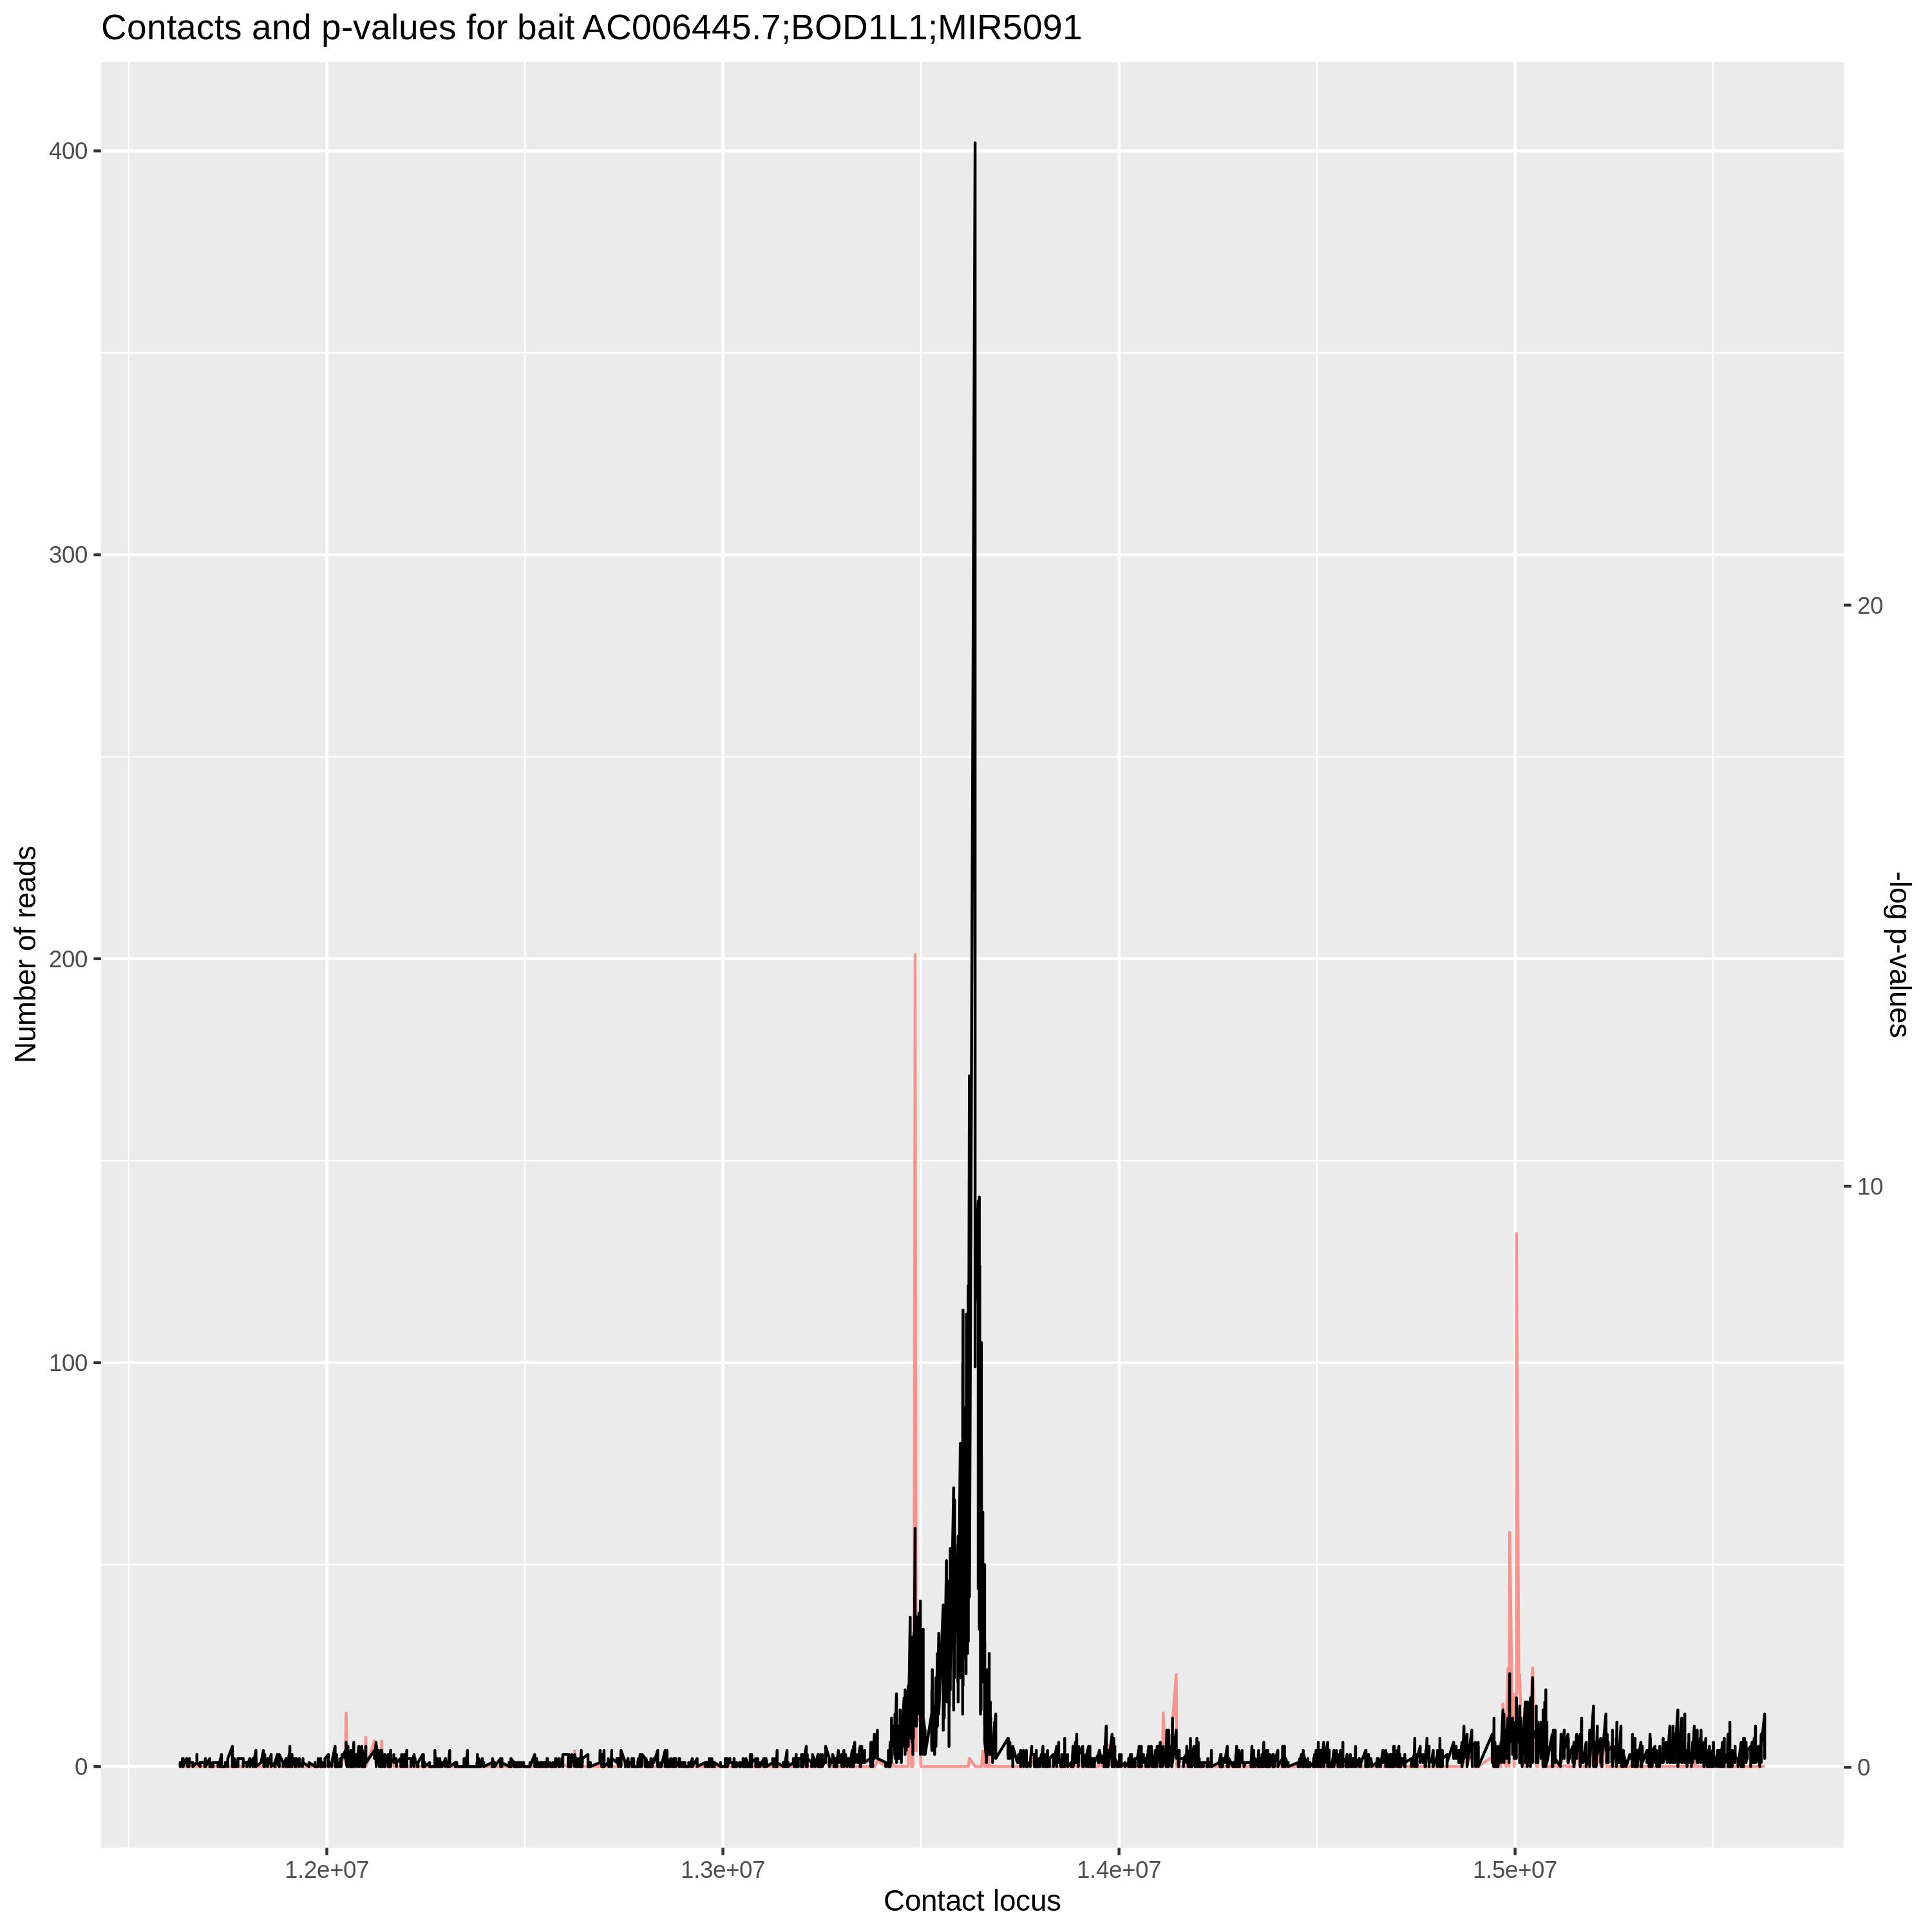 Contacts and p-values for bait AC006445.7;BOD1L1;MIR5091
400
300
200
100
0
Number of reads
20
10
0
-log p-values
1.2e+07
1.3e+07
1.4e+07
1.5e+07
Contact locus